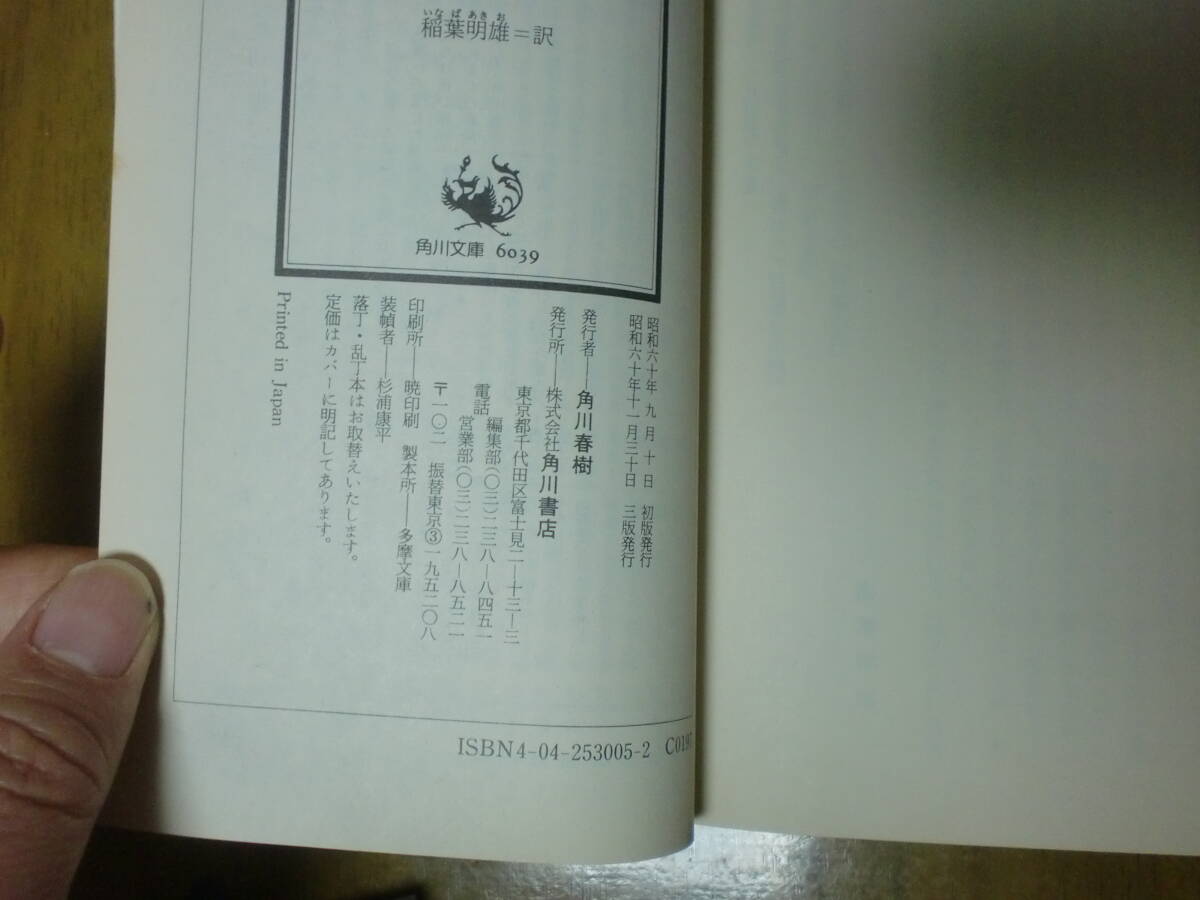 いなばあきお
稲葉明雄＝訳
角川文庫 6039
昭和六十年 九 月 十 日　初版発行
昭和六十年十一月三十日　三版発行
発行者──角川春樹
発行所──株式会社角川書店
東京都千代田区富士見二―十三―三
電話　編集部(〇三)二三八―八四五一
営業部(〇三)二三八―八五二一
〒一〇二　振替東京③一九五二〇八
印刷所──暁印刷　製本所──多摩文庫
装幀者──杉浦康平
落丁・乱丁本はお取替えいたします。
定価はカバーに明記してあります。
Printed in Japan
ISBN4-04-253005-2 C0197